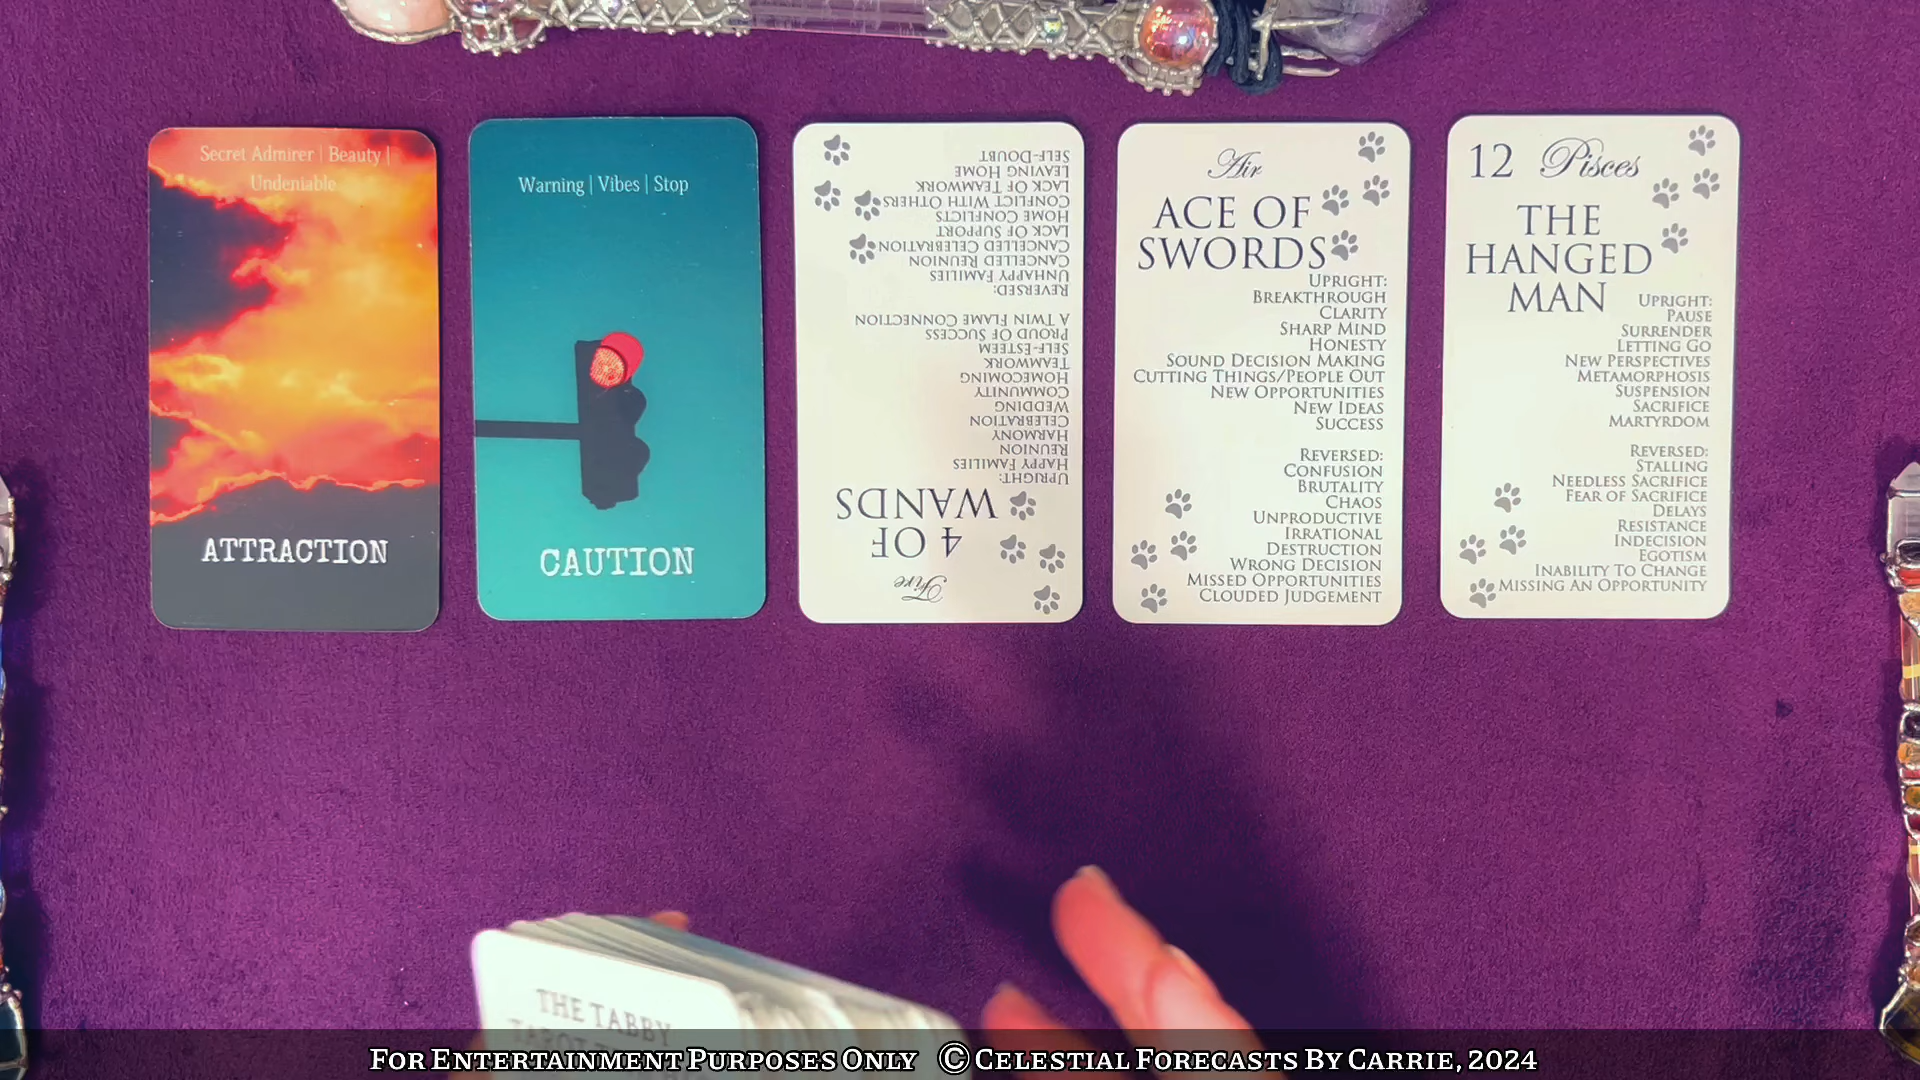 Secret Admirer | Beauty |
Undeniable
ATTRACTION
Warning | Vibes | Stop
CAUTION
Fire
4 OF
WANDS
UPRIGHT:
HAPPY FAMILIES
REUNION
HARMONY
CELEBRATION
WEDDING
COMMUNITY
HOMECOMING
TEAMWORK
SELF-ESTEEM
PROUD OF SUCCESS
A TWIN FLAME CONNECTION
REVERSED:
UNHAPPY FAMILIES
CANCELLED REUNION
CANCELLED CELEBRATION
LACK OF SUPPORT
HOME CONFLICTS
CONFLICT WITH OTHERS
LACK OF TEAMWORK
LEAVING HOME
SELF-DOUBT
Air
ACE OF
SWORDS
UPRIGHT:
BREAKTHROUGH
CLARITY
SHARP MIND
HONESTY
SOUND DECISION MAKING
CUTTING THINGS/PEOPLE OUT
NEW OPPORTUNITIES
NEW IDEAS
SUCCESS
REVERSED:
CONFUSION
BRUTALITY
CHAOS
UNPRODUCTIVE
IRRATIONAL
DESTRUCTION
WRONG DECISION
MISSED OPPORTUNITIES
CLOUDED JUDGEMENT
12 Pisces
THE
HANGED
MAN
UPRIGHT:
PAUSE
SURRENDER
LETTING GO
NEW PERSPECTIVES
METAMORPHOSIS
SUSPENSION
SACRIFICE
MARTYRDOM
REVERSED:
STALLING
NEEDLESS SACRIFICE
FEAR OF SACRIFICE
DELAYS
RESISTANCE
INDECISION
EGOTISM
INABILITY TO CHANGE
MISSING AN OPPORTUNITY
THE TABBY
TAROT
FOR ENTERTAINMENT PURPOSES ONLY © CELESTIAL FORECASTS BY CARRIE, 2024